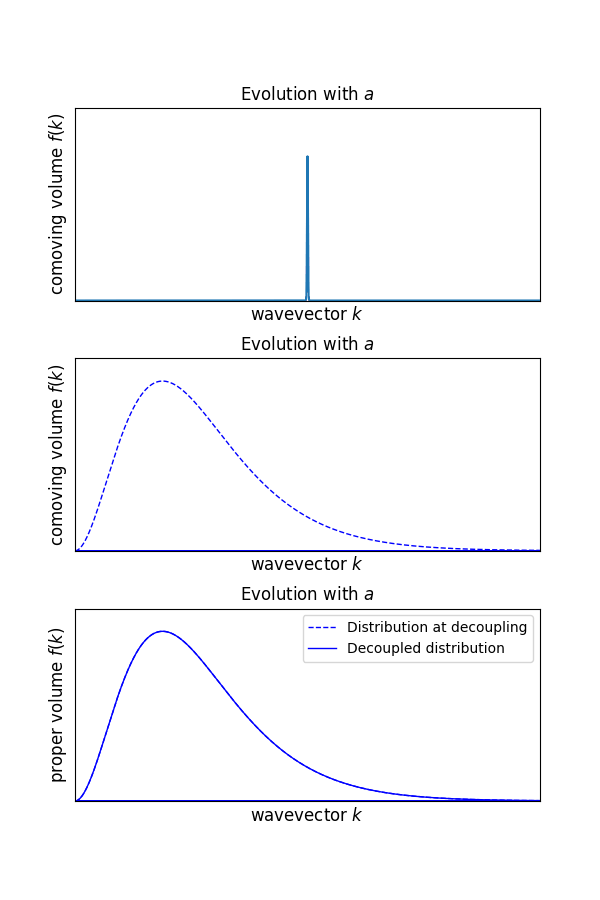 Evolution with a
comoving volume f(k)
wavevector k
Evolution with a
comoving volume f(k)
wavevector k
Evolution with a
proper volume f(k)
Distribution at decoupling
Decoupled distribution
wavevector k